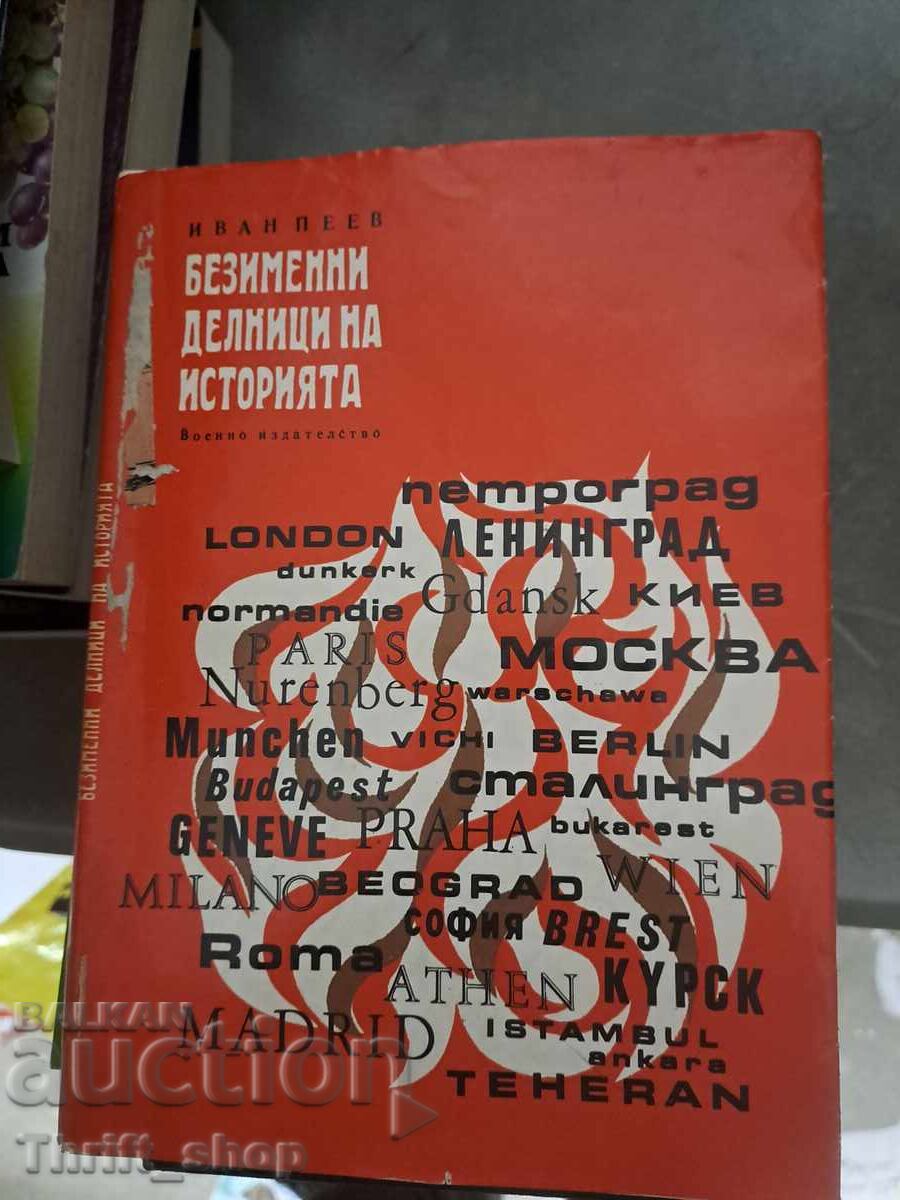 ИВАН ПЕЕВ
БЕЗИМЕННИ
ДЕЛНИЦИ НА
ИСТОРИЯТА
Военно издателство
БЕЗИМЕННИ ДЕЛНИЦИ НА ИСТОРИЯТА
петроград
LONDON ЛЕНИНГРАД
dunkerk
normandie Gdansk КИЕВ
PARIS МОСКВА
Nurenberg warschawa
Munchen VICHI BERLIN
Budapest сталинград
GENEVE PRAHA bukarest
MILANO BEOGRAD WIEN
СОФИЯ BREST
Roma ATHEN КУРСК
MADRID ISTAMBUL
ankara
TEHERAN
BALKAN
auction
Thrift_shop